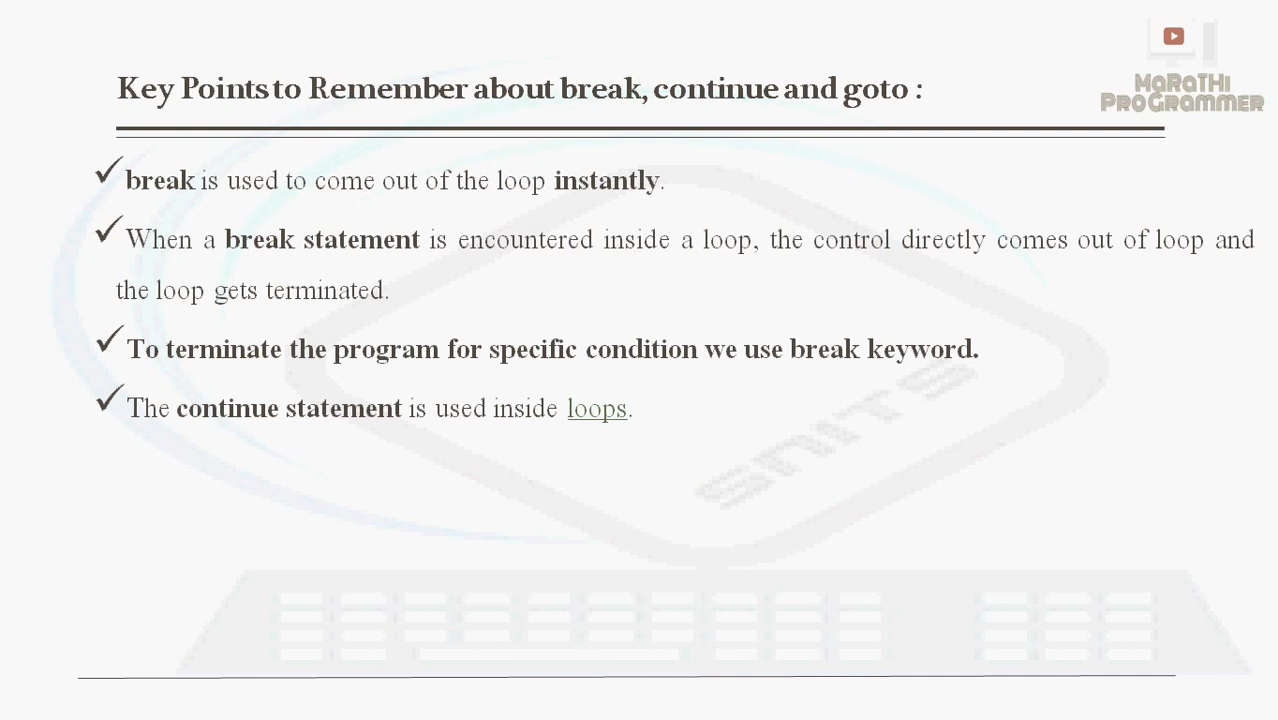 MaRaTHi
PRoGRammER
Key Points to Remember about break, continue and goto :
break is used to come out of the loop instantly.
When a break statement is encountered inside a loop, the control directly comes out of loop and
the loop gets terminated.
To terminate the program for specific condition we use break keyword.
The continue statement is used inside loops.
SNITS